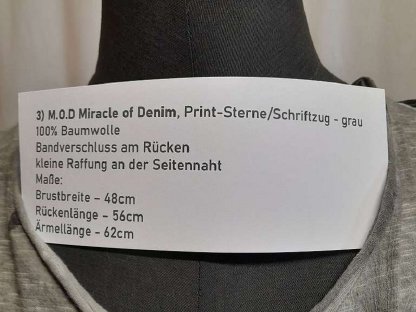 3) M.O.D Miracle of Denim, Print-Sterne/Schriftzug - grau
100% Baumwolle
Bandverschluss am Rücken
kleine Raffung an der Seitennaht
Maße:
Brustbreite - 48cm
Rückenlänge - 56cm
Ärmellänge - 62cm